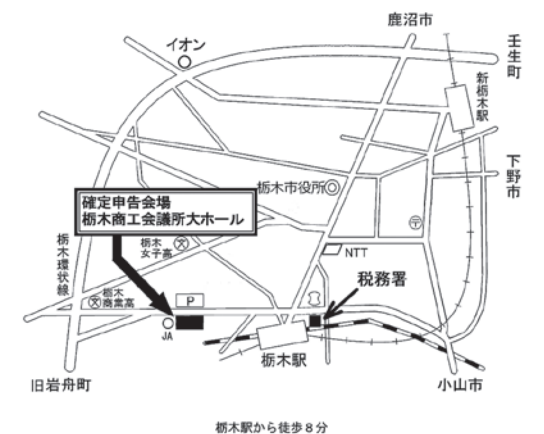 鹿沼市
イオン
壬生町
新栃木駅
下野市
栃木市役所
確定申告会場
栃木商工会議所大ホール
栃木
女子高
NTT
栃木環状線
税務署
栃木
商業高
P
JA
栃木駅
旧岩舟町
小山市
栃木駅から徒歩8分